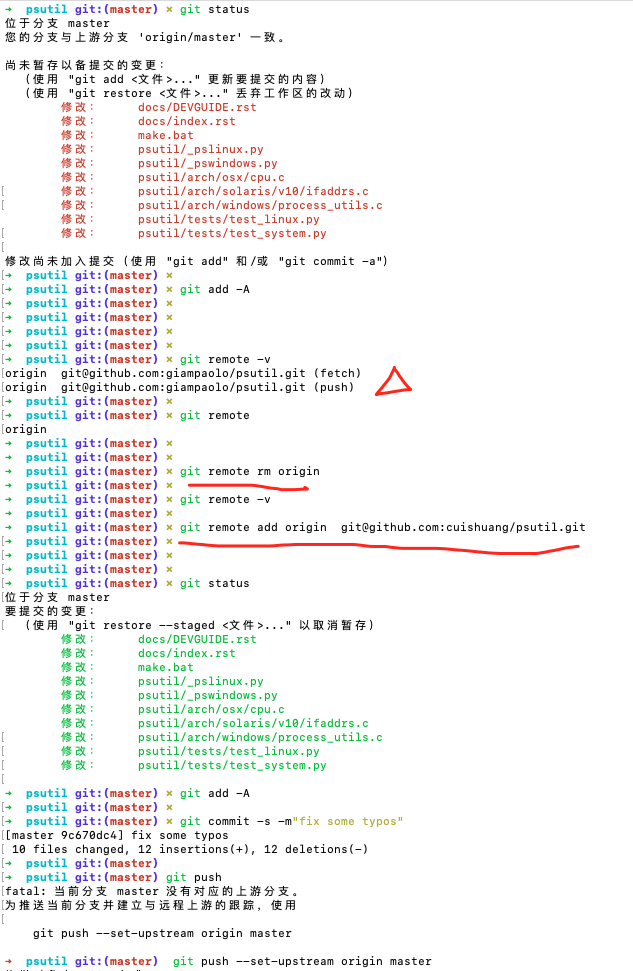 ➜ psutil git:(master) × git status
位于分支 master
您的分支与上游分支 'origin/master' 一致。
尚未暂存以备提交的变更：
(使用 "git add <文件>..." 更新要提交的内容)
(使用 "git restore <文件>..." 丢弃工作区的改动)
修改： docs/DEVGUIDE.rst
修改： docs/index.rst
修改： make.bat
修改： psutil/_pslinux.py
修改： psutil/_pswindows.py
修改： psutil/arch/osx/cpu.c
[ 修改： psutil/arch/solaris/v10/ifaddrs.c
[ 修改： psutil/arch/windows/process_utils.c
修改： psutil/tests/test_linux.py
[ 修改： psutil/tests/test_system.py
[
修改尚未加入提交（使用 "git add" 和/或 "git commit -a"）
[➜ psutil git:(master) ×
[➜ psutil git:(master) × git add -A
[➜ psutil git:(master) ×
[➜ psutil git:(master) ×
[➜ psutil git:(master) ×
[➜ psutil git:(master) ×
[➜ psutil git:(master) × git remote -v
[origin git@github.com:giampaolo/psutil.git (fetch)
[origin git@github.com:giampaolo/psutil.git (push)
[➜ psutil git:(master) ×
[➜ psutil git:(master) × git remote
[origin
[➜ psutil git:(master) ×
[➜ psutil git:(master) ×
[➜ psutil git:(master) × git remote rm origin
[➜ psutil git:(master) ×
[➜ psutil git:(master) × git remote -v
[➜ psutil git:(master) ×
[➜ psutil git:(master) × git remote add origin git@github.com:cuishuang/psutil.git
[➜ psutil git:(master) ×
[➜ psutil git:(master) ×
[➜ psutil git:(master) ×
[➜ psutil git:(master) × git status
[位于分支 master
要提交的变更：
[ (使用 "git restore --staged <文件>..." 以取消暂存)
修改： docs/DEVGUIDE.rst
修改： docs/index.rst
修改： make.bat
修改： psutil/_pslinux.py
修改： psutil/_pswindows.py
修改： psutil/arch/osx/cpu.c
修改： psutil/arch/solaris/v10/ifaddrs.c
[ 修改： psutil/arch/windows/process_utils.c
[ 修改： psutil/tests/test_linux.py
[ 修改： psutil/tests/test_system.py
[
[➜ psutil git:(master) × git add -A
[➜ psutil git:(master) ×
[➜ psutil git:(master) × git commit -s -m"fix some typos"
[[master 9c670dc4] fix some typos
[ 10 files changed, 12 insertions(+), 12 deletions(-)
[➜ psutil git:(master)
[➜ psutil git:(master) git push
[fatal: 当前分支 master 没有对应的上游分支。
[为推送当前分支并建立与远程上游的跟踪，使用
[
git push --set-upstream origin master
➜ psutil git:(master) git push --set-upstream origin master